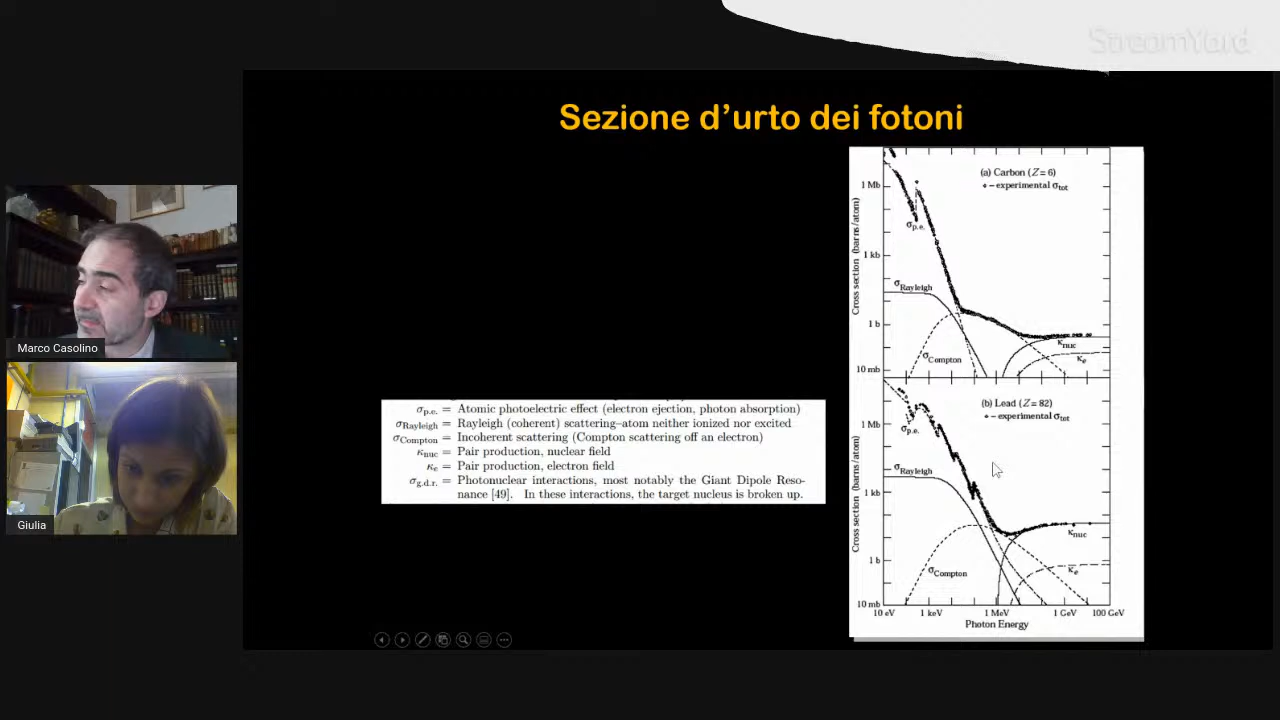 StreamYard
Sezione d'urto dei fotoni
Marco Casolino
Giulia
σp.e. = Atomic photoelectric effect (electron ejection, photon absorption)
σRayleigh = Rayleigh (coherent) scattering–atom neither ionized nor excited
σCompton = Incoherent scattering (Compton scattering off an electron)
κnuc = Pair production, nuclear field
κe = Pair production, electron field
σg.d.r. = Photonuclear interactions, most notably the Giant Dipole Reso-
nance [49]. In these interactions, the target nucleus is broken up.
(a) Carbon (Z = 6)
- experimental σtot
1 Mb
σp.e.
Cross section (barns/atom)
1 kb
σRayleigh
1 b
κnuc
σCompton
κe
10 mb
(b) Lead (Z = 82)
- experimental σtot
1 Mb
σp.e.
Cross section (barns/atom)
σRayleigh
1 kb
κnuc
1 b
σCompton
κe
10 mb
10 eV 1 keV 1 MeV 1 GeV 100 GeV
Photon Energy